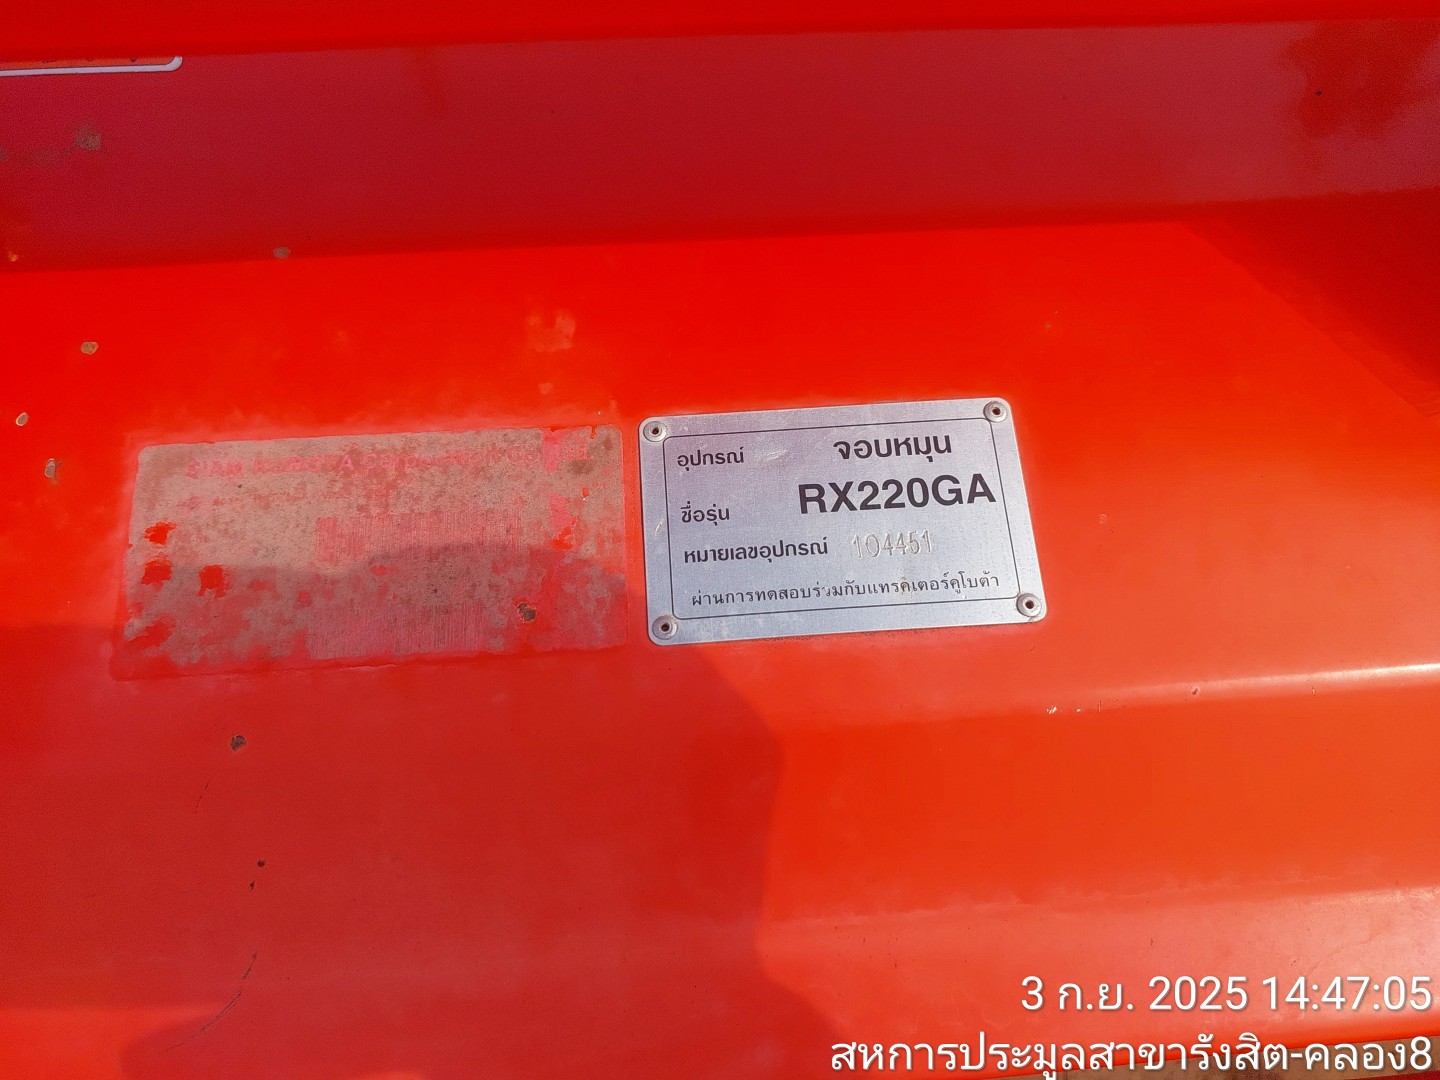 SIAM KUBOTA
อุปกรณ์ จอบหมุน
ชื่อรุ่น RX220GA
หมายเลขอุปกรณ์ 104451
ผ่านการทดสอบร่วมกับแทรคเตอร์คูโบต้า
3 ก.ย. 2025 14:47:05
สหการประมูลสาขารังสิต-คลอง8